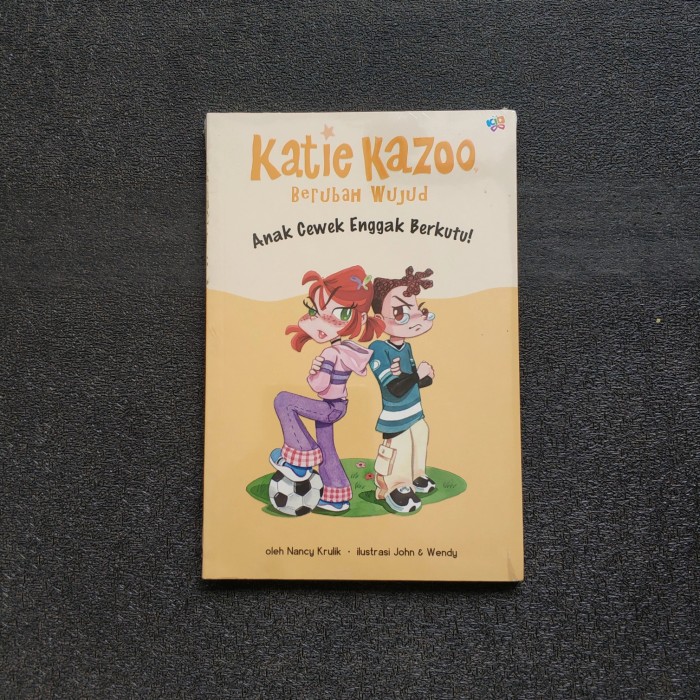 Katie Kazoo
Berubah Wujud
Anak Cewek Enggak Berkutu!
oleh Nancy Krulik • ilustrasi John & Wendy